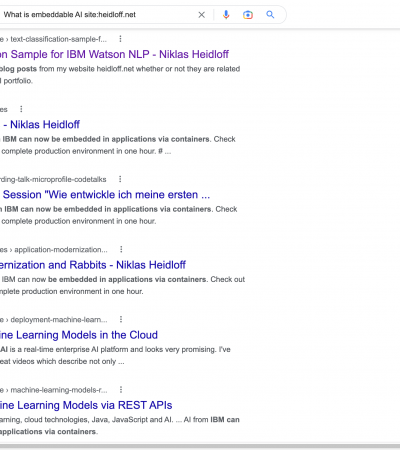 What is embeddable AI site:heidloff.net
e › text-classification-sample-f...
on Sample for IBM Watson NLP - Niklas Heidloff
blog posts from my website heidloff.net whether or not they are related
I portfolio.
es
- Niklas Heidloff
IBM can now be embedded in applications via containers. Check
complete production environment in one hour. # ...
rding-talk-microprofile-codetalks
Session "Wie entwickle ich meine ersten ...
n IBM can now be embedded in applications via containers. Check
complete production environment in one hour.
es › application-modernization...
ernization and Rabbits - Niklas Heidloff
IBM can now be embedded in applications via containers. Check out
mplete production environment in one hour.
e › deployment-machine-learn...
ine Learning Models in the Cloud
AI is a real-time enterprise AI platform and looks very promising. I've
eat videos which describe not only ...
e › machine-learning-models-r...
ine Learning Models via REST APIs
arning, cloud technologies, Java, JavaScript and AI. ... AI from IBM can
applications via containers.